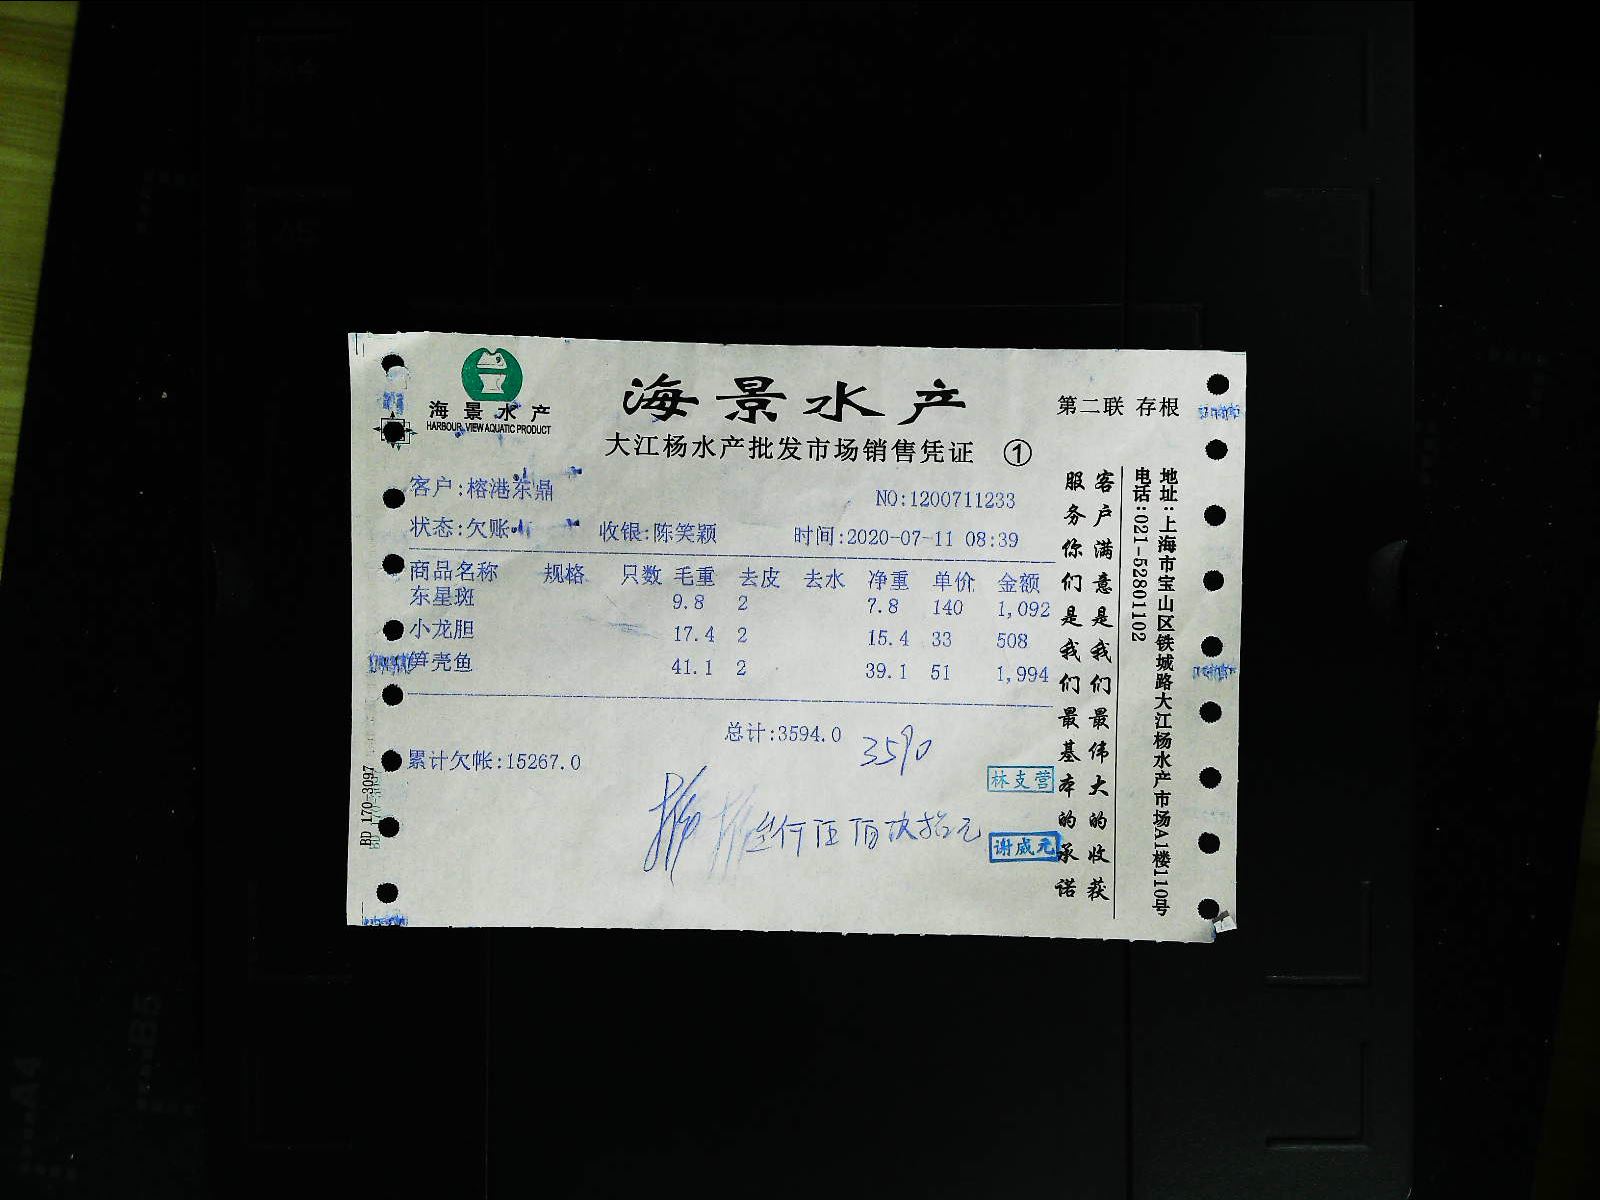 海景水产
HARBOUR VIEW AQUATIC PRODUCT
海景水产
第二联 存根
大江杨水产批发市场销售凭证 ①
客户:榕港东鼎
NO:1200711233
状态:欠账
收银:陈笑颖
时间:2020-07-11 08:39
商品名称 规格 只数 毛重 去皮 去水 净重 单价 金额
东星斑 9.8 2 7.8 140 1,092
小龙胆 17.4 2 15.4 33 508
笋壳鱼 41.1 2 39.1 51 1,994
总计:3594.0
3590
累计欠帐:15267.0
林支营
伍佰玖拾元
谢威元
客户满意是我们最伟大的收获
服务你们是我们最基本的承诺
地址:上海市宝山区铁城路大江杨水产市场A1楼110号
电话:021-52801102
BD 170-3097
A4
B5
A5